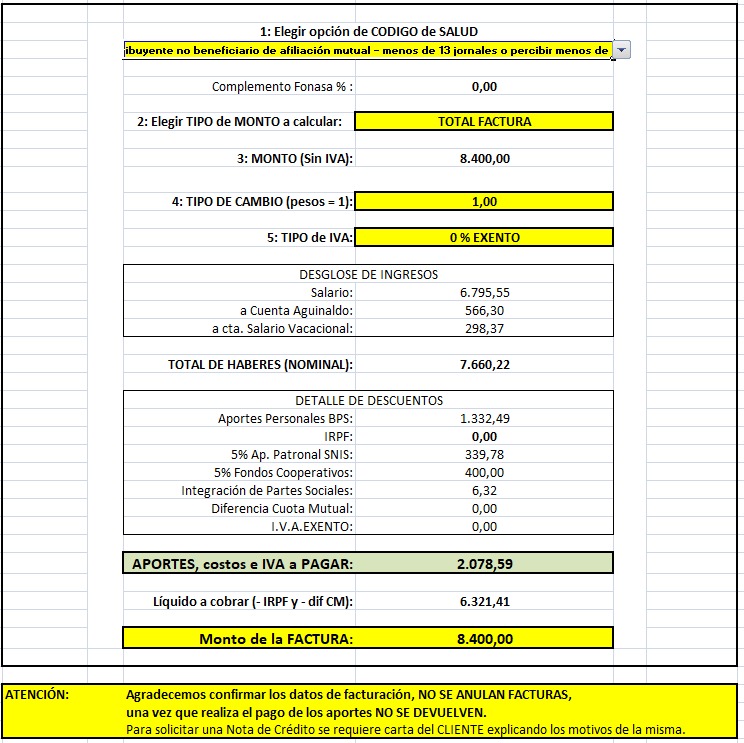 1: Elegir opción de CODIGO de SALUD
ibuyente no beneficiario de afiliación mutual – menos de 13 jornales o percibir menos de
Complemento Fonasa % : 0,00
2: Elegir TIPO de MONTO a calcular: TOTAL FACTURA
3: MONTO (Sin IVA): 8.400,00
4: TIPO DE CAMBIO (pesos = 1): 1,00
5: TIPO de IVA: 0 % EXENTO
DESGLOSE DE INGRESOS
Salario: 6.795,55
a Cuenta Aguinaldo: 566,30
a cta. Salario Vacacional: 298,37
TOTAL DE HABERES (NOMINAL): 7.660,22
DETALLE DE DESCUENTOS
Aportes Personales BPS: 1.332,49
IRPF: 0,00
5% Ap. Patronal SNIS: 339,78
5% Fondos Cooperativos: 400,00
Integración de Partes Sociales: 6,32
Diferencia Cuota Mutual: 0,00
I.V.A.EXENTO: 0,00
APORTES, costos e IVA a PAGAR: 2.078,59
Líquido a cobrar (- IRPF y - dif CM): 6.321,41
Monto de la FACTURA: 8.400,00
ATENCIÓN: Agradecemos confirmar los datos de facturación, NO SE ANULAN FACTURAS,
una vez que realiza el pago de los aportes NO SE DEVUELVEN.
Para solicitar una Nota de Crédito se requiere carta del CLIENTE explicando los motivos de la misma.